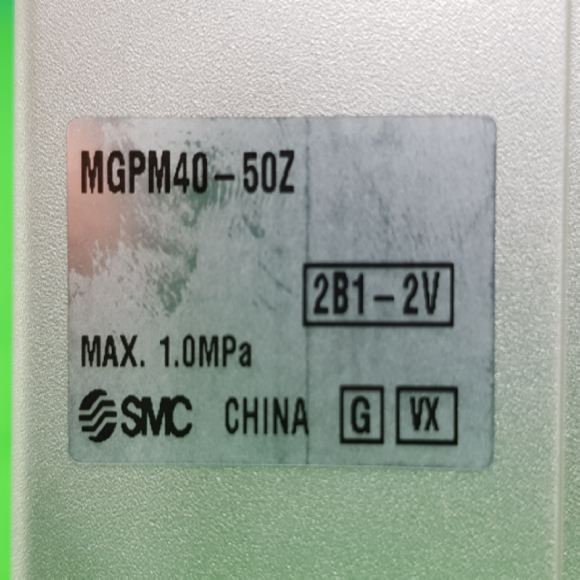 MGPM40-50Z
2B1-2V
MAX. 1.0MPa
SMC CHINA G VX